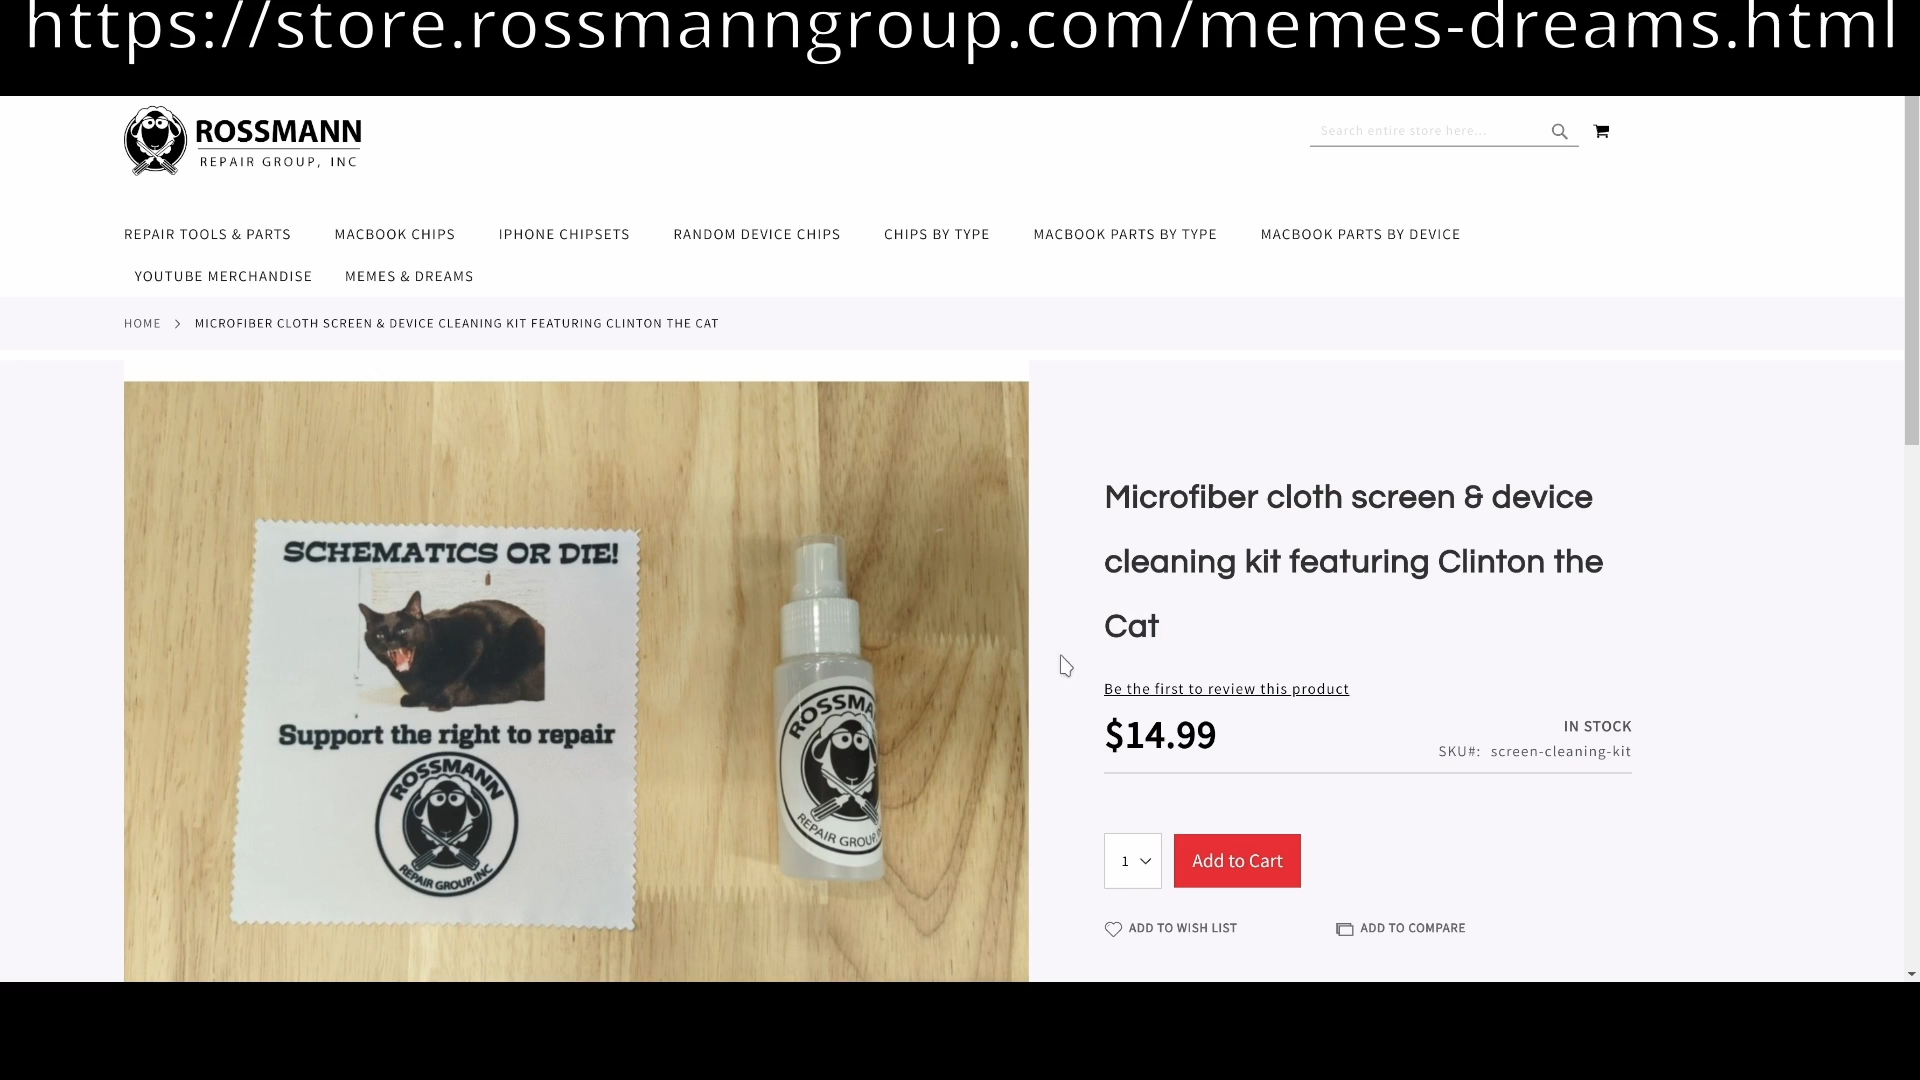 https://store.rossmanngroup.com/memes-dreams.html
ROSSMANN
REPAIR GROUP, INC
Search entire store here...
REPAIR TOOLS & PARTS MACBOOK CHIPS IPHONE CHIPSETS RANDOM DEVICE CHIPS CHIPS BY TYPE MACBOOK PARTS BY TYPE MACBOOK PARTS BY DEVICE
YOUTUBE MERCHANDISE MEMES & DREAMS
HOME > MICROFIBER CLOTH SCREEN & DEVICE CLEANING KIT FEATURING CLINTON THE CAT
SCHEMATICS OR DIE!
Support the right to repair
ROSSMANN
REPAIR GROUP, INC
ROSSMA
REPAIR GROUP,
Microfiber cloth screen & device
cleaning kit featuring Clinton the
Cat
Be the first to review this product
$14.99
IN STOCK
SKU#: screen-cleaning-kit
1
Add to Cart
ADD TO WISH LIST ADD TO COMPARE